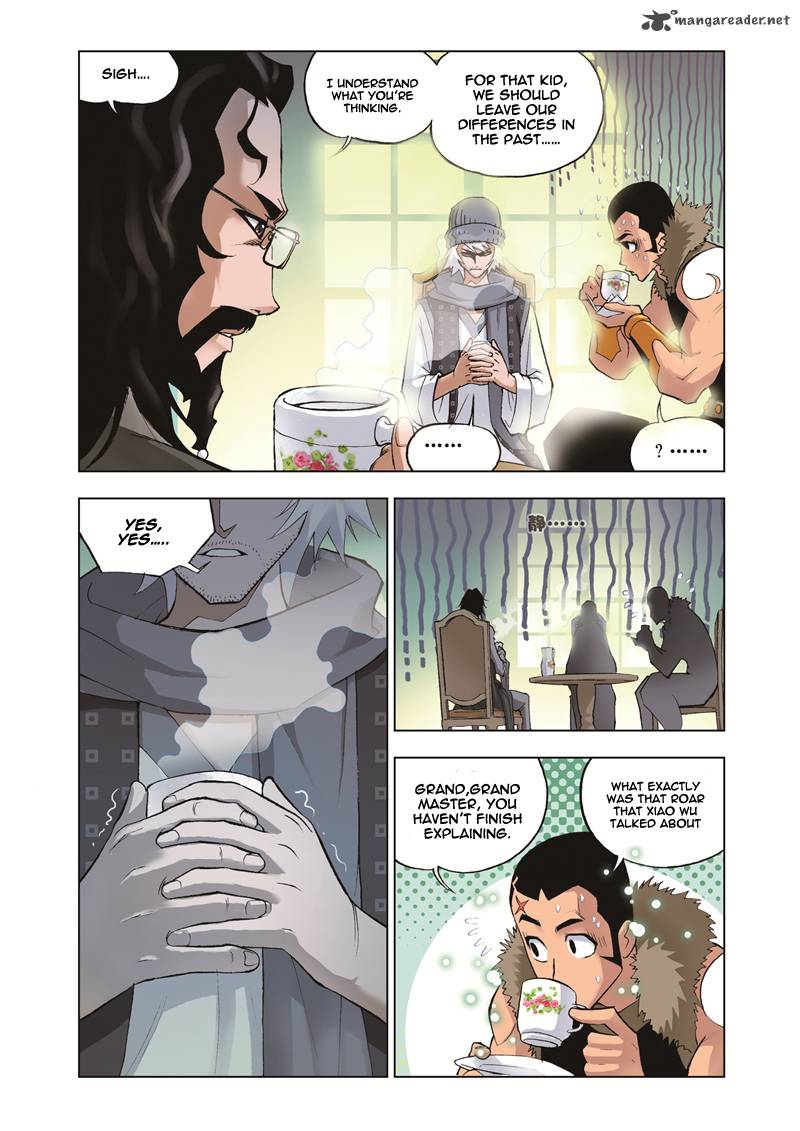 mangareader.net
SIGH....
I UNDERSTAND
WHAT YOU'RE
THINKING.
FOR THAT KID,
WE SHOULD
LEAVE OUR
DIFFERENCES IN
THE PAST......
......
? ......
YES,
YES.....
静......
GRAND,GRAND
MASTER, YOU
HAVEN'T FINISH
EXPLAINING.
WHAT EXACTLY
WAS THAT ROAR
THAT XIAO WU
TALKED ABOUT